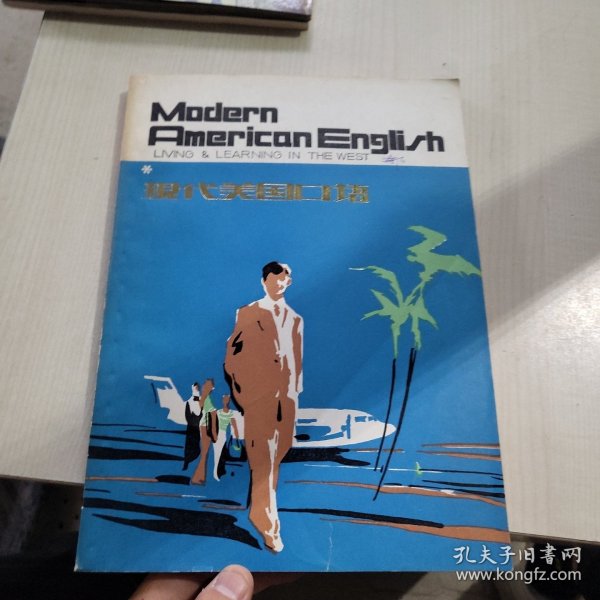 Modern
American English
LIVING & LEARNING IN THE WEST
*
现代美国口语
孔夫子旧书网
www.kongfz.com